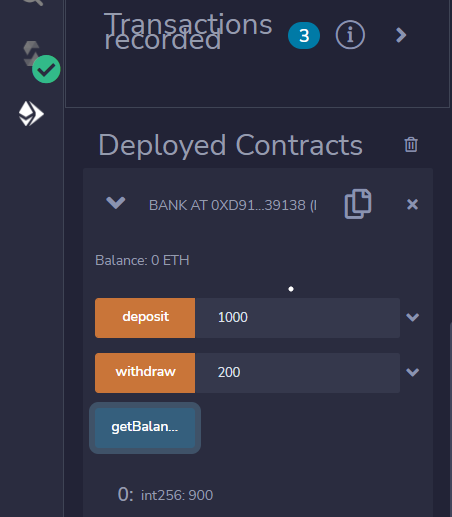 Transactions
recorded
3
i
Deployed Contracts
BANK AT 0XD91...39138 (I
Balance: 0 ETH
deposit 1000
withdraw 200
getBalan...
0: int256: 900